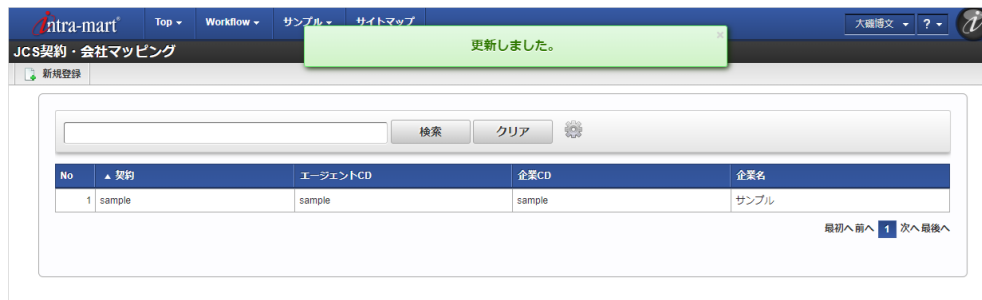 intra-mart Top Workflow サンプル サイトマップ 大磯博文 ?
更新しました。 ×
JCS契約・会社マッピング
新規登録
検索 クリア
No ▲ 契約 エージェントCD 企業CD 企業名
1 sample sample sample サンプル
最初へ 前へ 1 次へ 最後へ